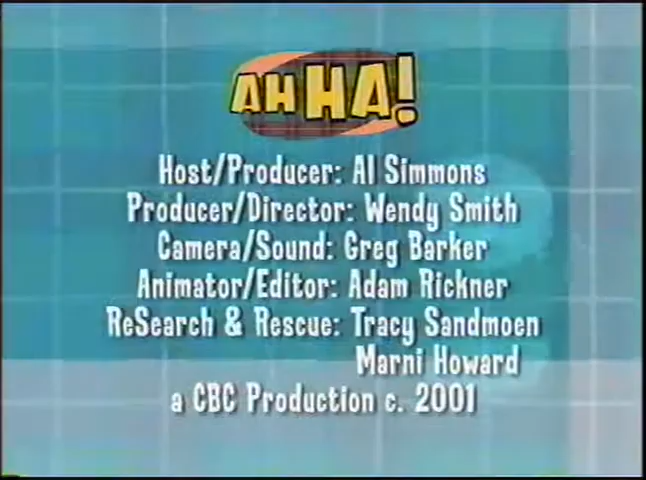 AH HA!
Host/Producer: Al Simmons
Producer/Director: Wendy Smith
Camera/Sound: Greg Barker
Animator/Editor: Adam Rickner
ReSearch & Rescue: Tracy Sandmoen
Marni Howard
a CBC Production c. 2001